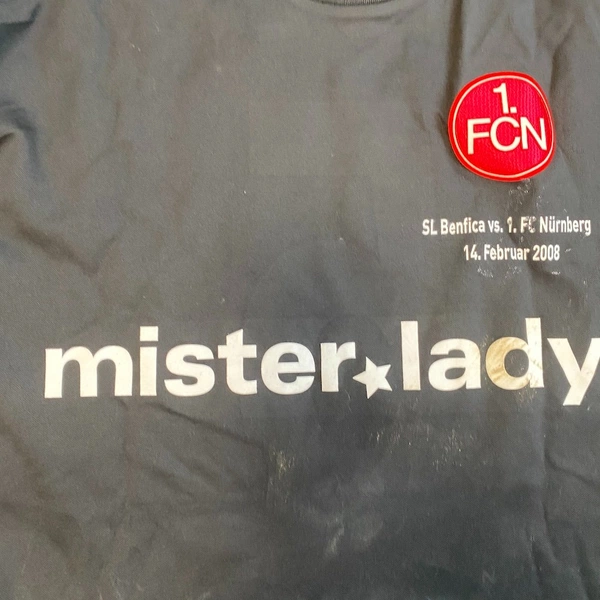 1.
FCN
SL Benfica vs. 1. FC Nürnberg
14. Februar 2008
mister★lady